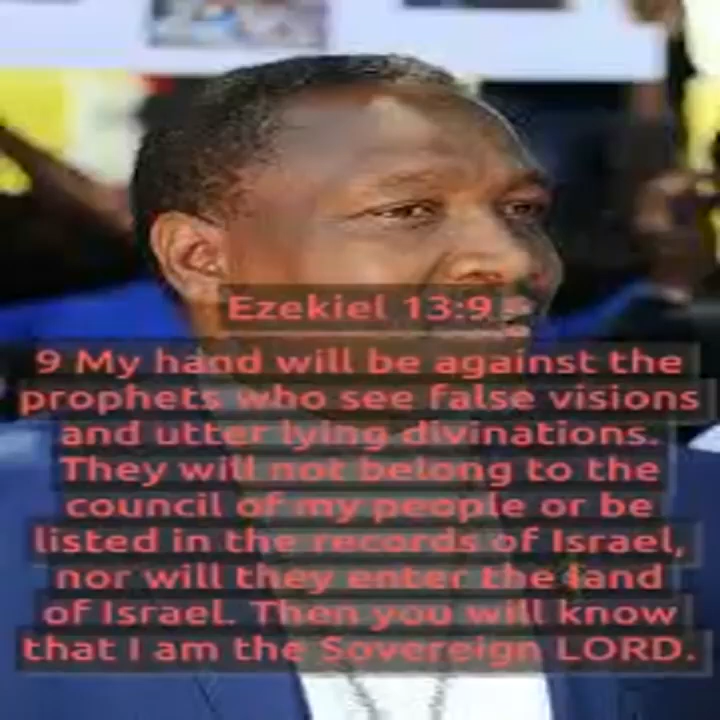 Ezekiel 13:9
9 My hand will be against the
prophets who see false visions
and utter lying divinations.
They will not belong to the
council of my people or be
listed in the records of Israel,
nor will they enter the land
of Israel. Then you will know
that I am the Sovereign LORD.